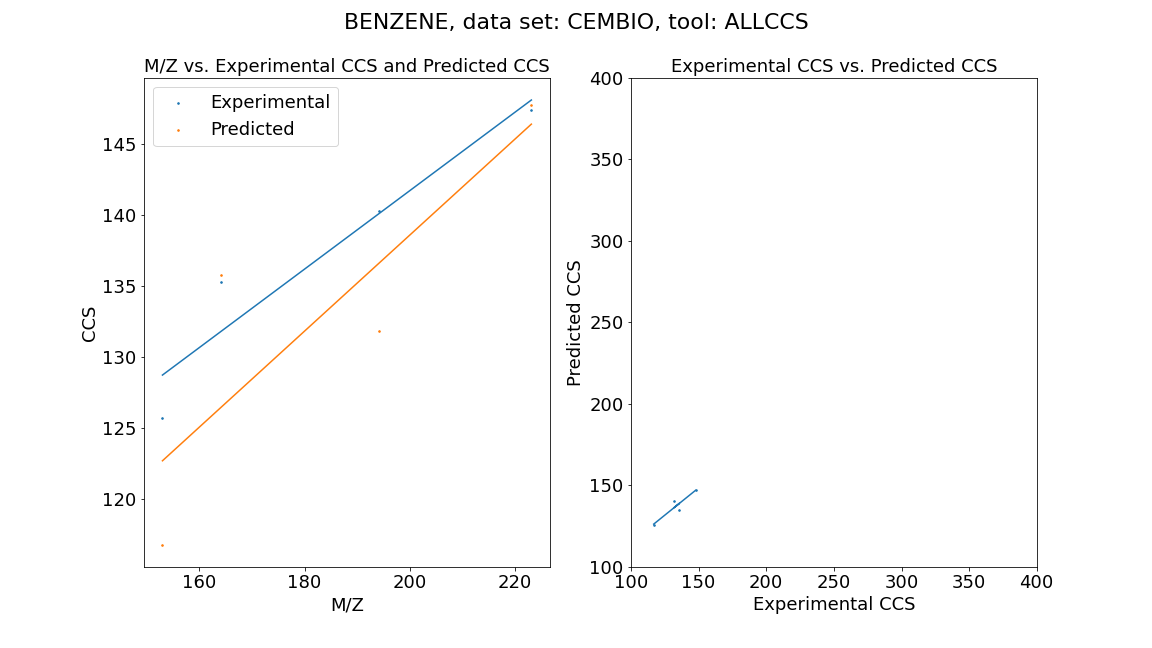 BENZENE, data set: CEMBIO, tool: ALLCCS
M/Z vs. Experimental CCS and Predicted CCS
Experimental
Predicted
CCS
145
140
135
130
125
120
160 180 200 220
M/Z
Experimental CCS vs. Predicted CCS
Predicted CCS
400
350
300
250
200
150
100
100 150 200 250 300 350 400
Experimental CCS